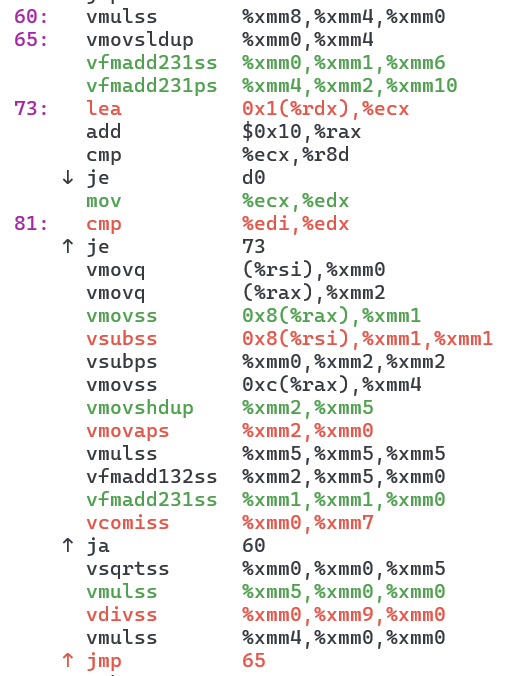 60: vmulss %xmm8,%xmm4,%xmm0
65: vmovsldup %xmm0,%xmm4
vfmadd231ss %xmm0,%xmm1,%xmm6
vfmadd231ps %xmm4,%xmm2,%xmm10
73: lea 0x1(%rdx),%ecx
add $0x10,%rax
cmp %ecx,%r8d
↓ je d0
mov %ecx,%edx
81: cmp %edi,%edx
↑ je 73
vmovq (%rsi),%xmm0
vmovq (%rax),%xmm2
vmovss 0x8(%rax),%xmm1
vsubss 0x8(%rsi),%xmm1,%xmm1
vsubps %xmm0,%xmm2,%xmm2
vmovss 0xc(%rax),%xmm4
vmovshdup %xmm2,%xmm5
vmovaps %xmm2,%xmm0
vmulss %xmm5,%xmm5,%xmm5
vfmadd132ss %xmm2,%xmm5,%xmm0
vfmadd231ss %xmm1,%xmm1,%xmm0
vcomiss %xmm0,%xmm7
↑ ja 60
vsqrtss %xmm0,%xmm0,%xmm5
vmulss %xmm5,%xmm0,%xmm0
vdivss %xmm0,%xmm9,%xmm0
vmulss %xmm4,%xmm0,%xmm0
↑ jmp 65